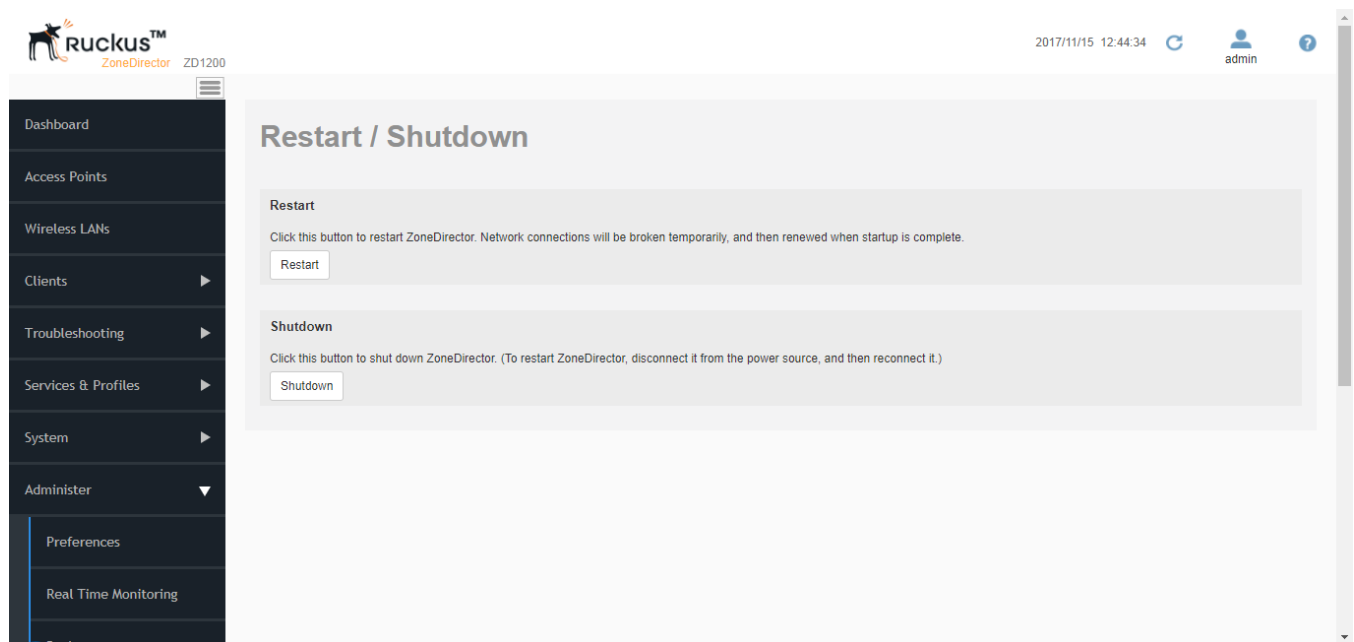 RUCKUS™
ZoneDirector ZD1200
2017/11/15 12:44:34
admin
Dashboard
Access Points
Wireless LANs
Clients
Troubleshooting
Services & Profiles
System
Administer
Preferences
Real Time Monitoring
Restart / Shutdown
Restart
Click this button to restart ZoneDirector. Network connections will be broken temporarily, and then renewed when startup is complete.
Restart
Shutdown
Click this button to shut down ZoneDirector. (To restart ZoneDirector, disconnect it from the power source, and then reconnect it.)
Shutdown